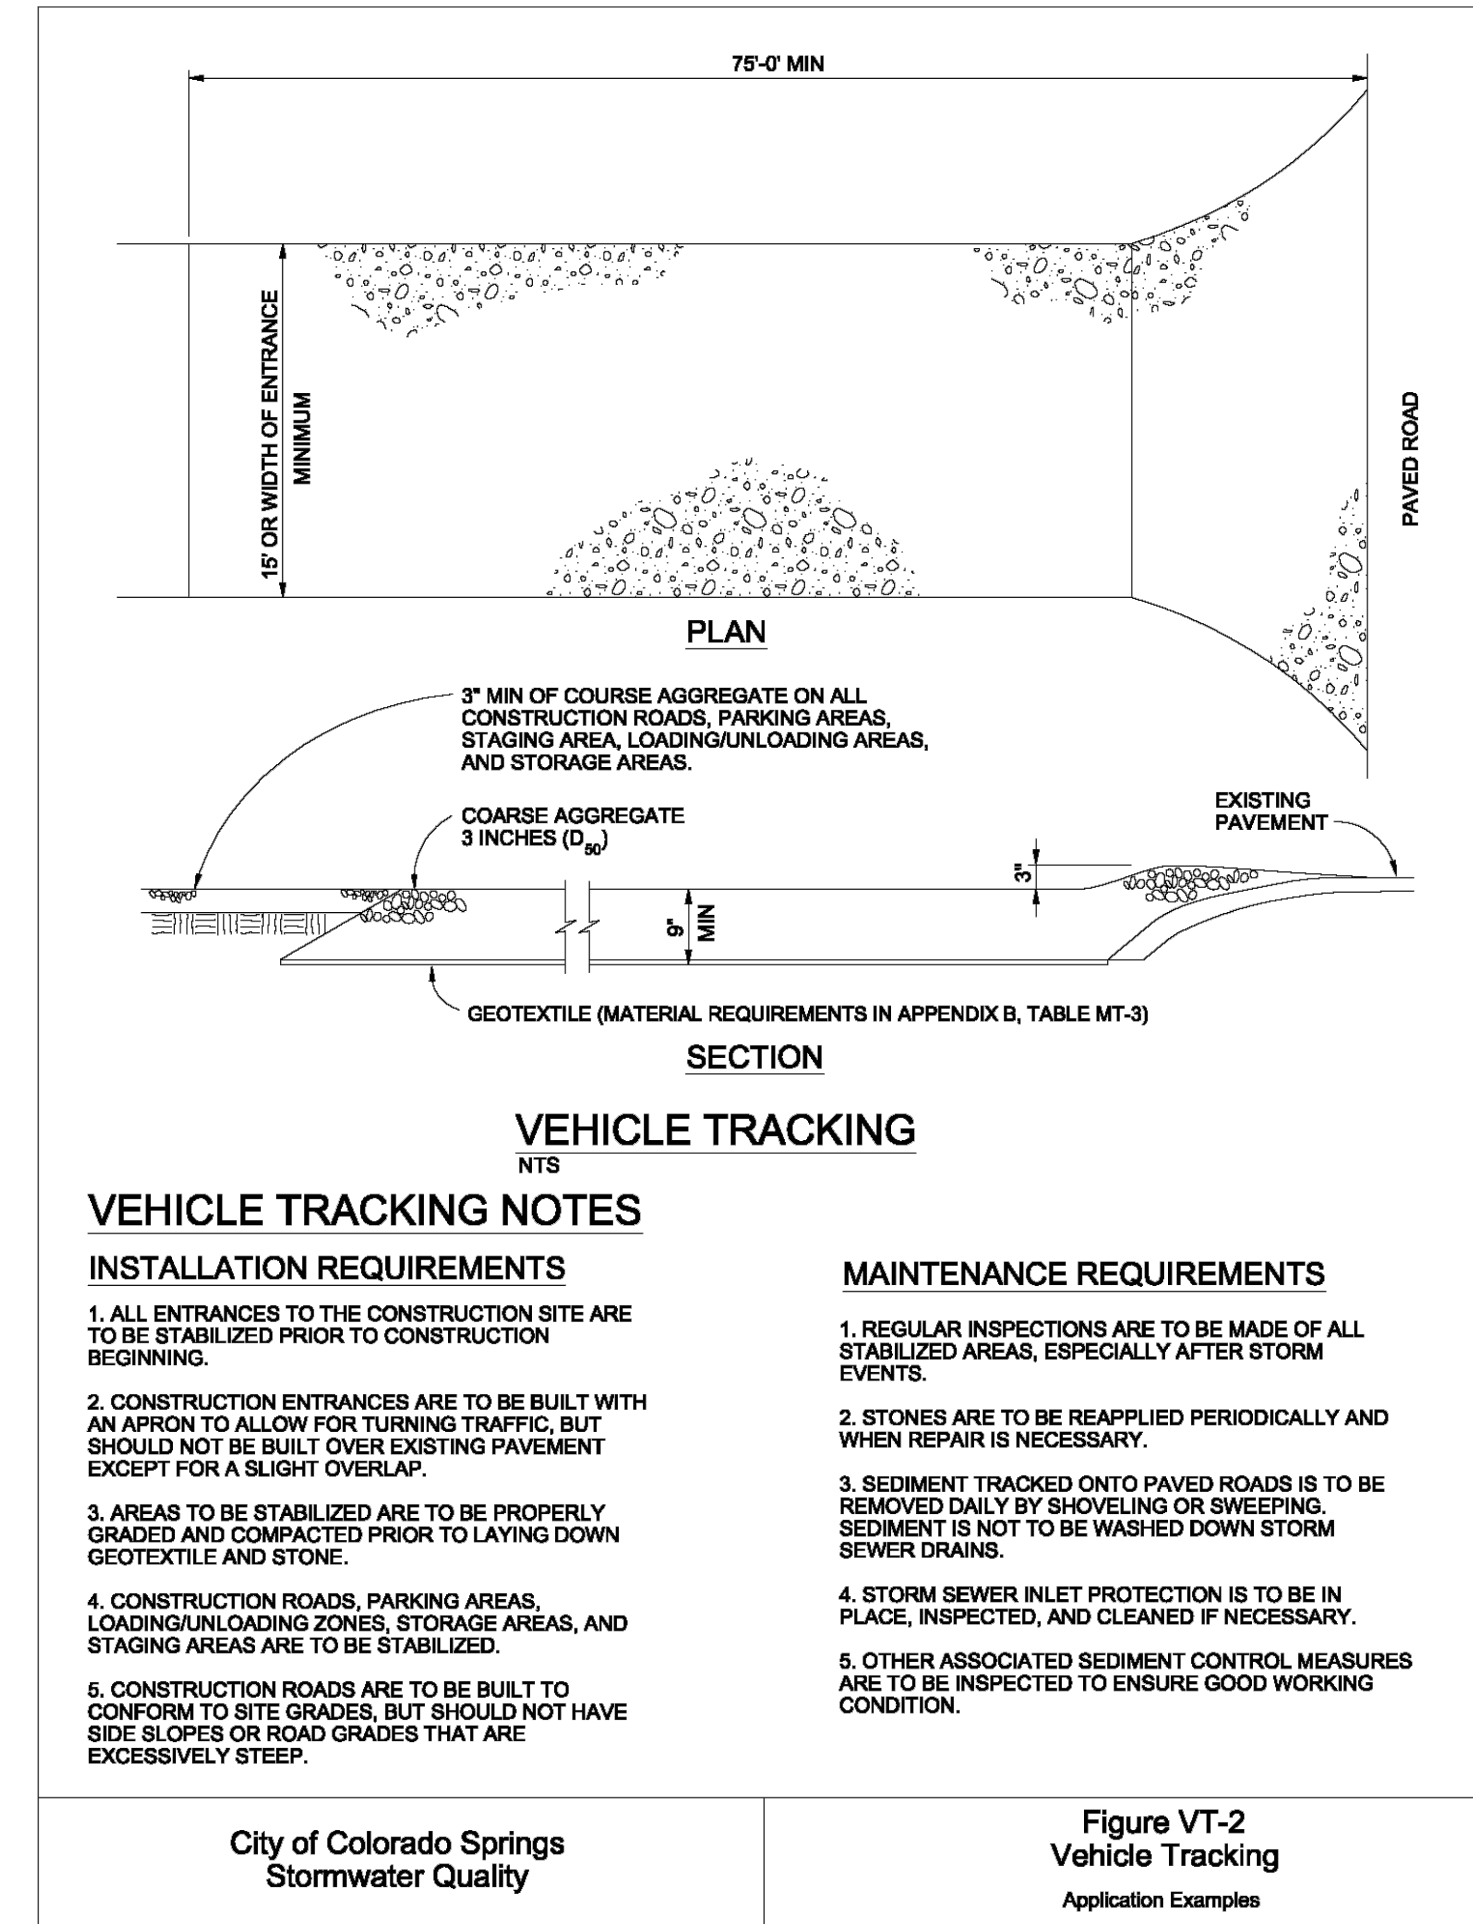 75'-0' MIN
15' OR WIDTH OF ENTRANCE
MINIMUM
PAVED ROAD
PLAN
3" MIN OF COURSE AGGREGATE ON ALL
CONSTRUCTION ROADS, PARKING AREAS,
STAGING AREA, LOADING/UNLOADING AREAS,
AND STORAGE AREAS.
COARSE AGGREGATE
3 INCHES (D50)
EXISTING
PAVEMENT
3"
9"
MIN
GEOTEXTILE (MATERIAL REQUIREMENTS IN APPENDIX B, TABLE MT-3)
SECTION
VEHICLE TRACKING
NTS
VEHICLE TRACKING NOTES
INSTALLATION REQUIREMENTS
1. ALL ENTRANCES TO THE CONSTRUCTION SITE ARE
TO BE STABILIZED PRIOR TO CONSTRUCTION
BEGINNING.
2. CONSTRUCTION ENTRANCES ARE TO BE BUILT WITH
AN APRON TO ALLOW FOR TURNING TRAFFIC, BUT
SHOULD NOT BE BUILT OVER EXISTING PAVEMENT
EXCEPT FOR A SLIGHT OVERLAP.
3. AREAS TO BE STABILIZED ARE TO BE PROPERLY
GRADED AND COMPACTED PRIOR TO LAYING DOWN
GEOTEXTILE AND STONE.
4. CONSTRUCTION ROADS, PARKING AREAS,
LOADING/UNLOADING ZONES, STORAGE AREAS, AND
STAGING AREAS ARE TO BE STABILIZED.
5. CONSTRUCTION ROADS ARE TO BE BUILT TO
CONFORM TO SITE GRADES, BUT SHOULD NOT HAVE
SIDE SLOPES OR ROAD GRADES THAT ARE
EXCESSIVELY STEEP.
MAINTENANCE REQUIREMENTS
1. REGULAR INSPECTIONS ARE TO BE MADE OF ALL
STABILIZED AREAS, ESPECIALLY AFTER STORM
EVENTS.
2. STONES ARE TO BE REAPPLIED PERIODICALLY AND
WHEN REPAIR IS NECESSARY.
3. SEDIMENT TRACKED ONTO PAVED ROADS IS TO BE
REMOVED DAILY BY SHOVELING OR SWEEPING.
SEDIMENT IS NOT TO BE WASHED DOWN STORM
SEWER DRAINS.
4. STORM SEWER INLET PROTECTION IS TO BE IN
PLACE, INSPECTED, AND CLEANED IF NECESSARY.
5. OTHER ASSOCIATED SEDIMENT CONTROL MEASURES
ARE TO BE INSPECTED TO ENSURE GOOD WORKING
CONDITION.
City of Colorado Springs
Stormwater Quality
Figure VT-2
Vehicle Tracking
Application Examples